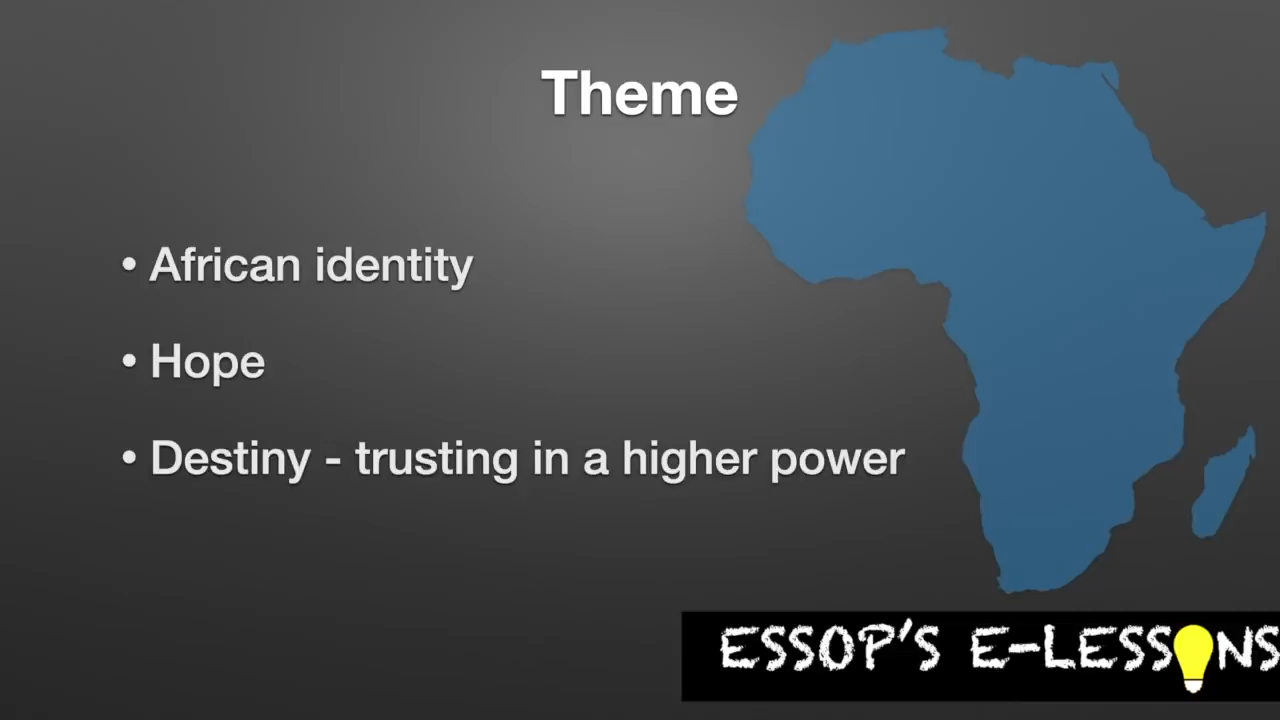 Theme
• African identity
• Hope
• Destiny - trusting in a higher power
ESSOP'S E-LESSONS